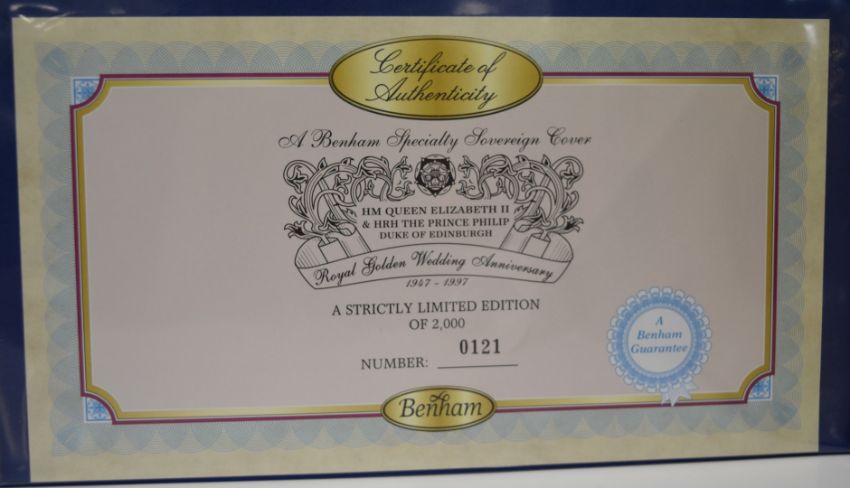 Certificate of
Authenticity
A Benham Specialty Sovereign Cover
HM QUEEN ELIZABETH II
& HRH THE PRINCE PHILIP
DUKE OF EDINBURGH
Royal Golden Wedding Anniversary
1947 - 1997
A STRICTLY LIMITED EDITION
OF 2,000
NUMBER: 0121
A
Benham
Guarantee
Benham